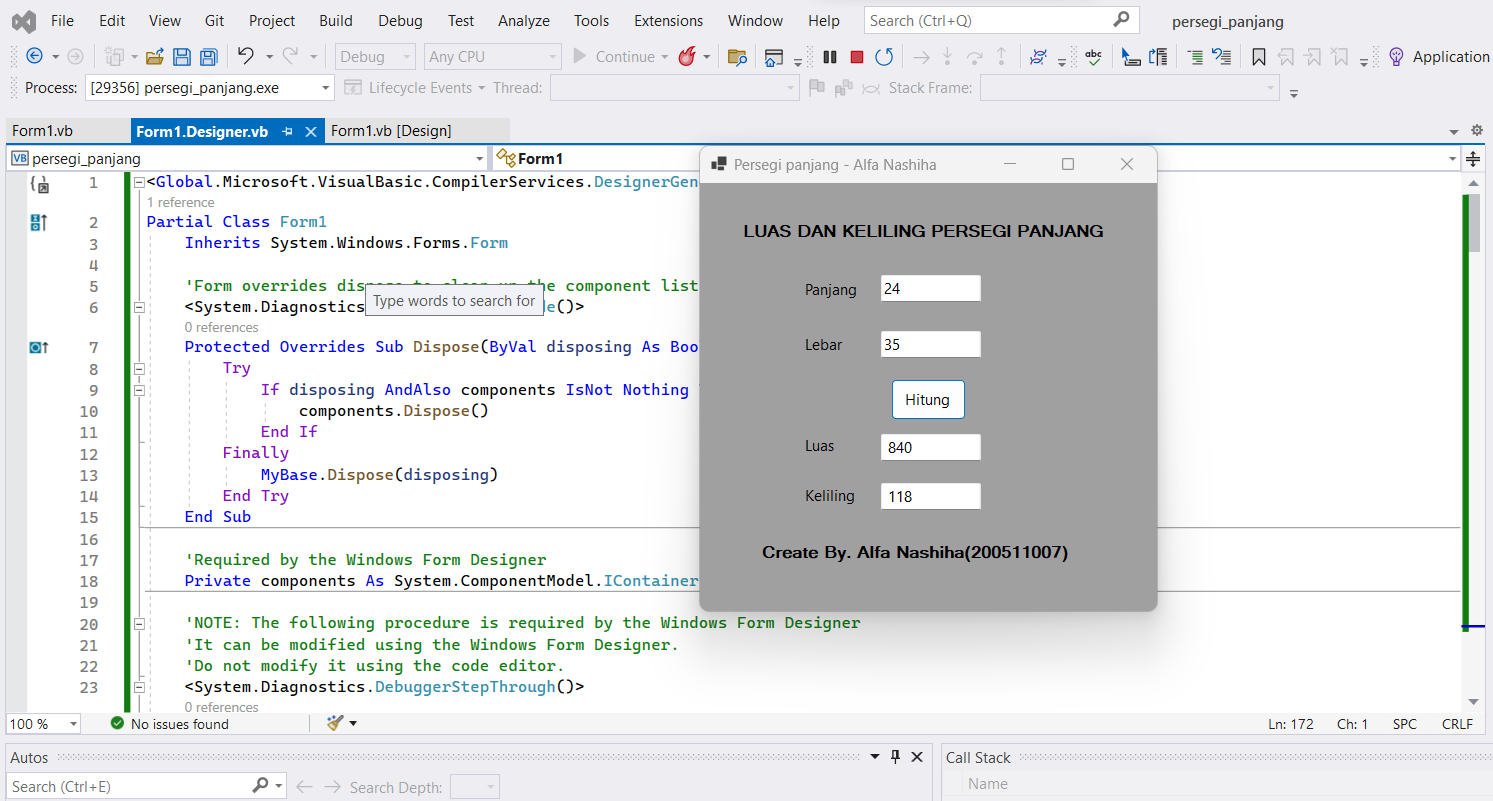 File Edit View Git Project Build Debug Test Analyze Tools Extensions Window Help Search (Ctrl+Q) persegi_panjang
Debug Any CPU Continue abc Application
Process: [29356] persegi_panjang.exe Lifecycle Events Thread: Stack Frame:
Form1.vb Form1.Designer.vb Form1.vb [Design]
VB persegi_panjang Form1
1 <Global.Microsoft.VisualBasic.CompilerServices.DesignerGen
1 reference
2 Partial Class Form1
3 Inherits System.Windows.Forms.Form
4
5 'Form overrides dispose to clean up the component list
6 <System.Diagnostics. e()>
Type words to search for
0 references
7 Protected Overrides Sub Dispose(ByVal disposing As Boo
8 Try
9 If disposing AndAlso components IsNot Nothing
10 components.Dispose()
11 End If
12 Finally
13 MyBase.Dispose(disposing)
14 End Try
15 End Sub
16
17 'Required by the Windows Form Designer
18 Private components As System.ComponentModel.IContainer
19
20 'NOTE: The following procedure is required by the Windows Form Designer
21 'It can be modified using the Windows Form Designer.
22 'Do not modify it using the code editor.
23 <System.Diagnostics.DebuggerStepThrough()>
0 references
Persegi panjang - Alfa Nashiha
LUAS DAN KELILING PERSEGI PANJANG
Panjang 24
Lebar 35
Hitung
Luas 840
Keliling 118
Create By. Alfa Nashiha(200511007)
100 % No issues found Ln: 172 Ch: 1 SPC CRLF
Autos Call Stack
Search (Ctrl+E) Search Depth: Name